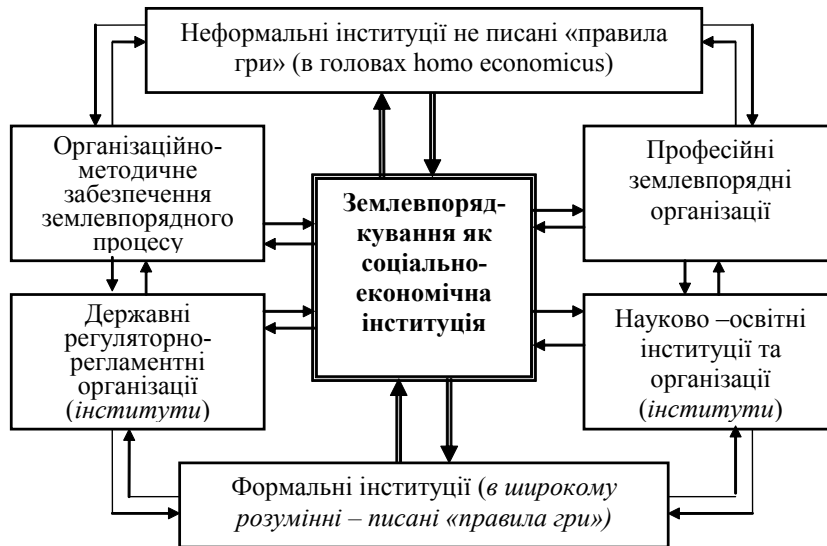 Неформальні інституції не писані «правила
гри» (в головах homo economicus)
Організаційно-
методичне
забезпечення
землевпорядного
процесу
Землевпоряд-
кування як
соціально-
економічна
інституція
Професійні
землевпорядні
організації
Державні
регуляторно-
регламентні
організації
(інститути)
Науково –освітні
інституції та
організації
(інститути)
Формальні інституції (в широкому
розумінні – писані «правила гри»)